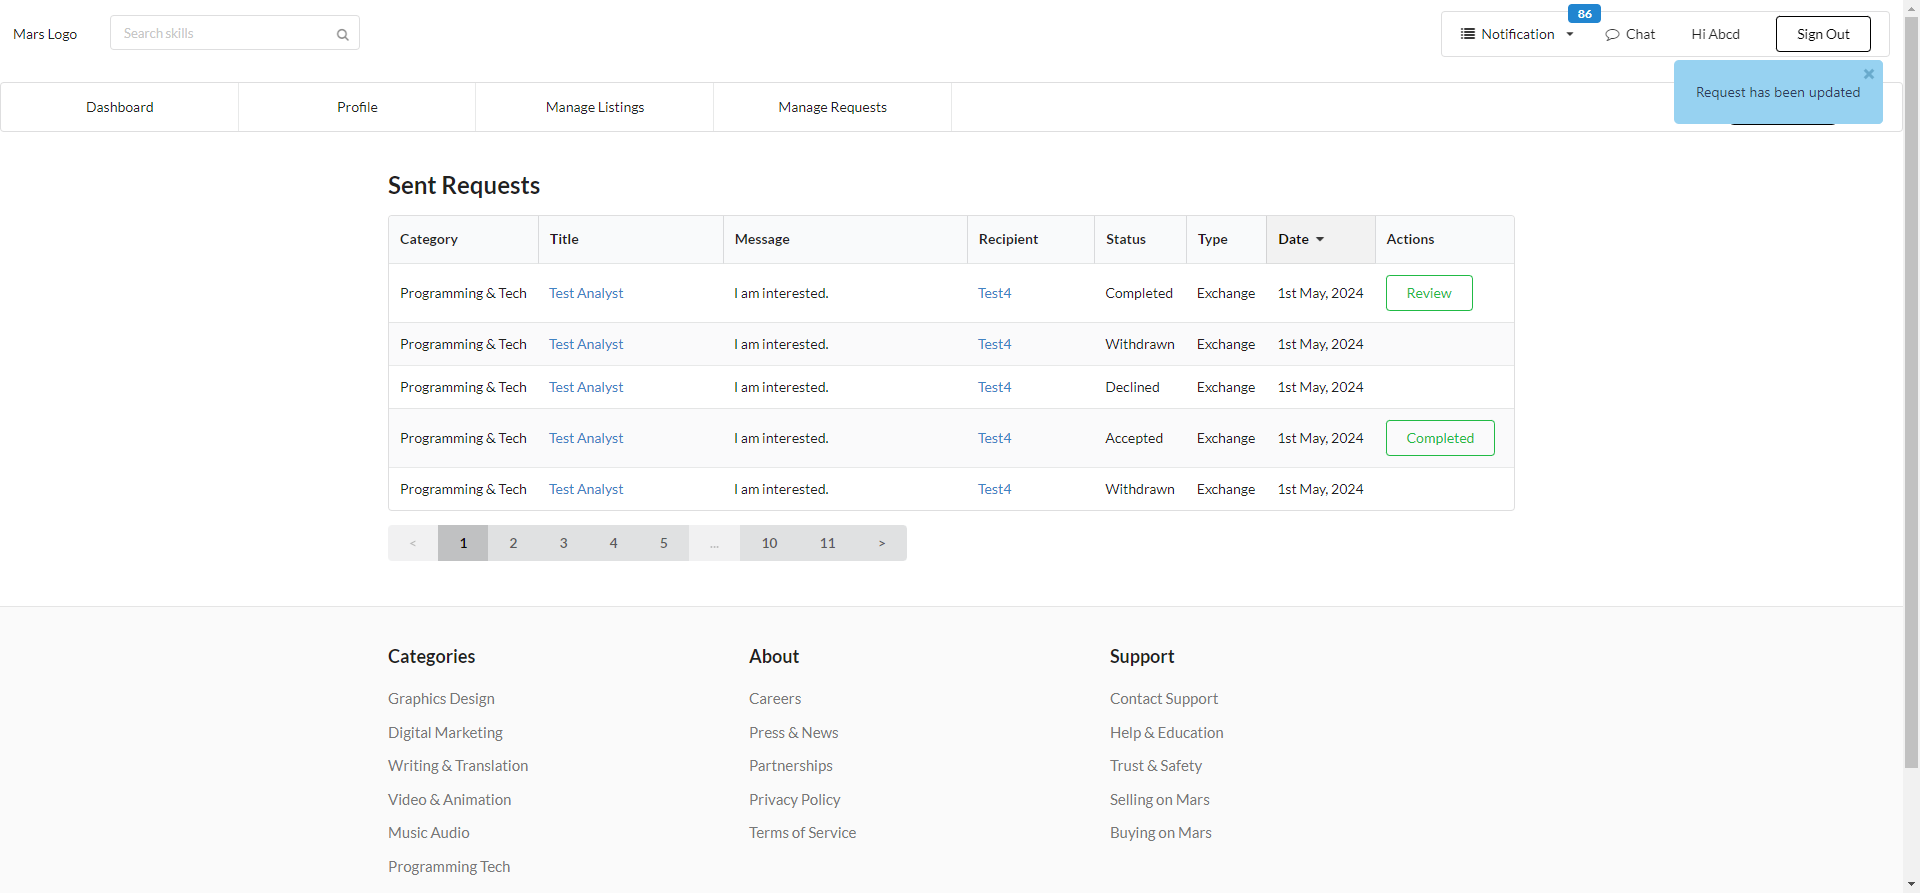 Mars Logo
Search skills
86
Notification
Chat
Hi Abcd
Sign Out
Request has been updated
Dashboard
Profile
Manage Listings
Manage Requests
Sent Requests
Category Title Message Recipient Status Type Date Actions
Programming & Tech Test Analyst I am interested. Test4 Completed Exchange 1st May, 2024 Review
Programming & Tech Test Analyst I am interested. Test4 Withdrawn Exchange 1st May, 2024
Programming & Tech Test Analyst I am interested. Test4 Declined Exchange 1st May, 2024
Programming & Tech Test Analyst I am interested. Test4 Accepted Exchange 1st May, 2024 Completed
Programming & Tech Test Analyst I am interested. Test4 Withdrawn Exchange 1st May, 2024
< 1 2 3 4 5 ... 10 11 >
Categories
Graphics Design
Digital Marketing
Writing & Translation
Video & Animation
Music Audio
Programming Tech
About
Careers
Press & News
Partnerships
Privacy Policy
Terms of Service
Support
Contact Support
Help & Education
Trust & Safety
Selling on Mars
Buying on Mars